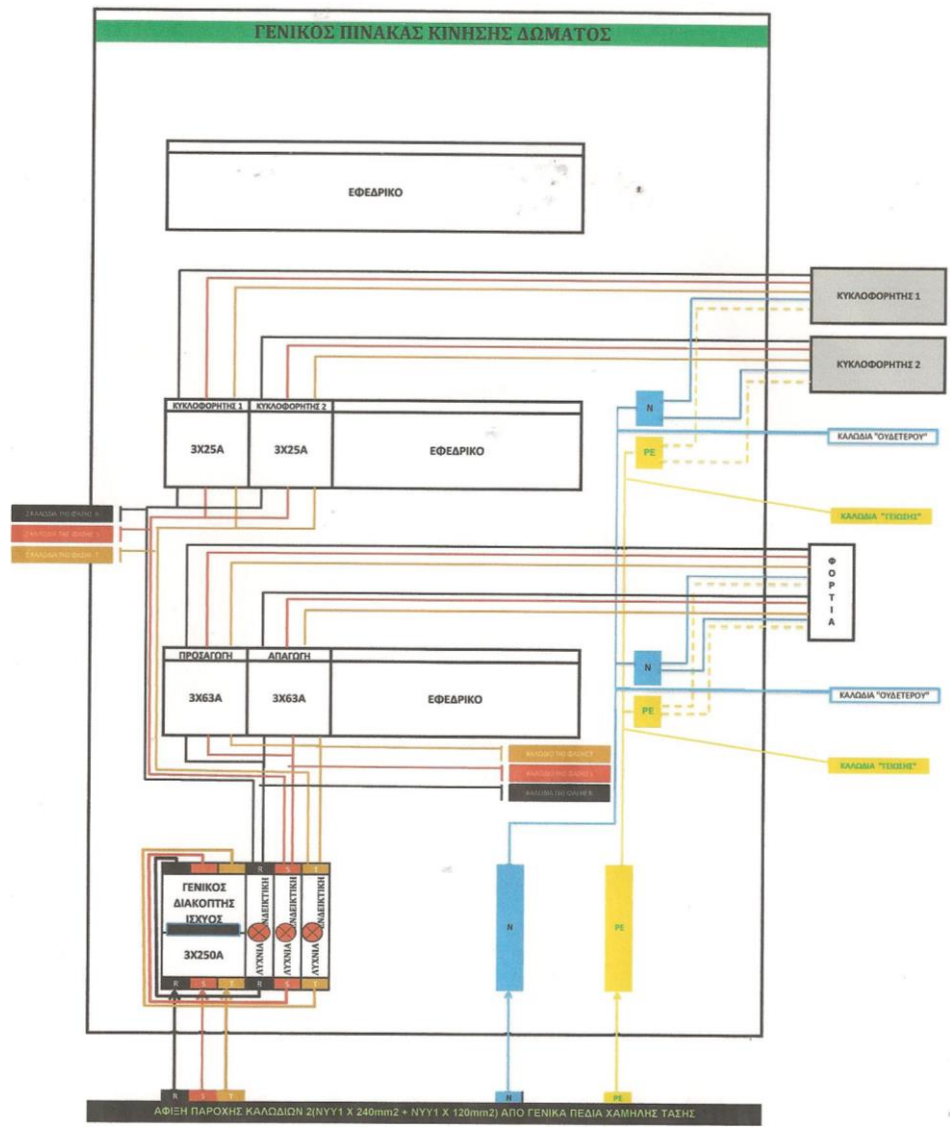 ΓΕΝΙΚΟΣ ΠΙΝΑΚΑΣ ΚΙΝΗΣΗΣ ΔΩΜΑΤΟΣ
ΕΦΕΔΡΙΚΟ
ΚΥΚΛΟΦΟΡΗΤΗΣ 1
ΚΥΚΛΟΦΟΡΗΤΗΣ 2
ΚΥΚΛΟΦΟΡΗΤΗΣ 1
ΚΥΚΛΟΦΟΡΗΤΗΣ 2
3X25A
3X25A
ΕΦΕΔΡΙΚΟ
N
PE
ΚΑΛΩΔΙΑ "ΟΥΔΕΤΕΡΟΥ"
ΚΑΛΩΔΙΑ "ΓΕΙΩΣΗΣ"
ΦΟΡΤΙΑ
ΠΡΟΣΑΓΩΓΗ
ΑΠΑΓΩΓΗ
3X63A
3X63A
ΕΦΕΔΡΙΚΟ
N
PE
ΚΑΛΩΔΙΑ "ΟΥΔΕΤΕΡΟΥ"
ΚΑΛΩΔΙΑ "ΓΕΙΩΣΗΣ"
R S T
ΓΕΝΙΚΟΣ
ΔΙΑΚΟΠΤΗΣ
ΙΣΧΥΟΣ
3X250A
ΛΥΧΝΙΑ ΕΝΔΕΙΚΤΙΚΗ
ΛΥΧΝΙΑ ΕΝΔΕΙΚΤΙΚΗ
ΛΥΧΝΙΑ ΕΝΔΕΙΚΤΙΚΗ
R S T R S T
N
PE
R S T
N
PE
ΑΦΙΞΗ ΠΑΡΟΧΗΣ ΚΑΛΩΔΙΩΝ 2(NYY1 X 240mm2 + NYY1 X 120mm2) ΑΠΟ ΓΕΝΙΚΑ ΠΕΔΙΑ ΧΑΜΗΛΗΣ ΤΑΣΗΣ